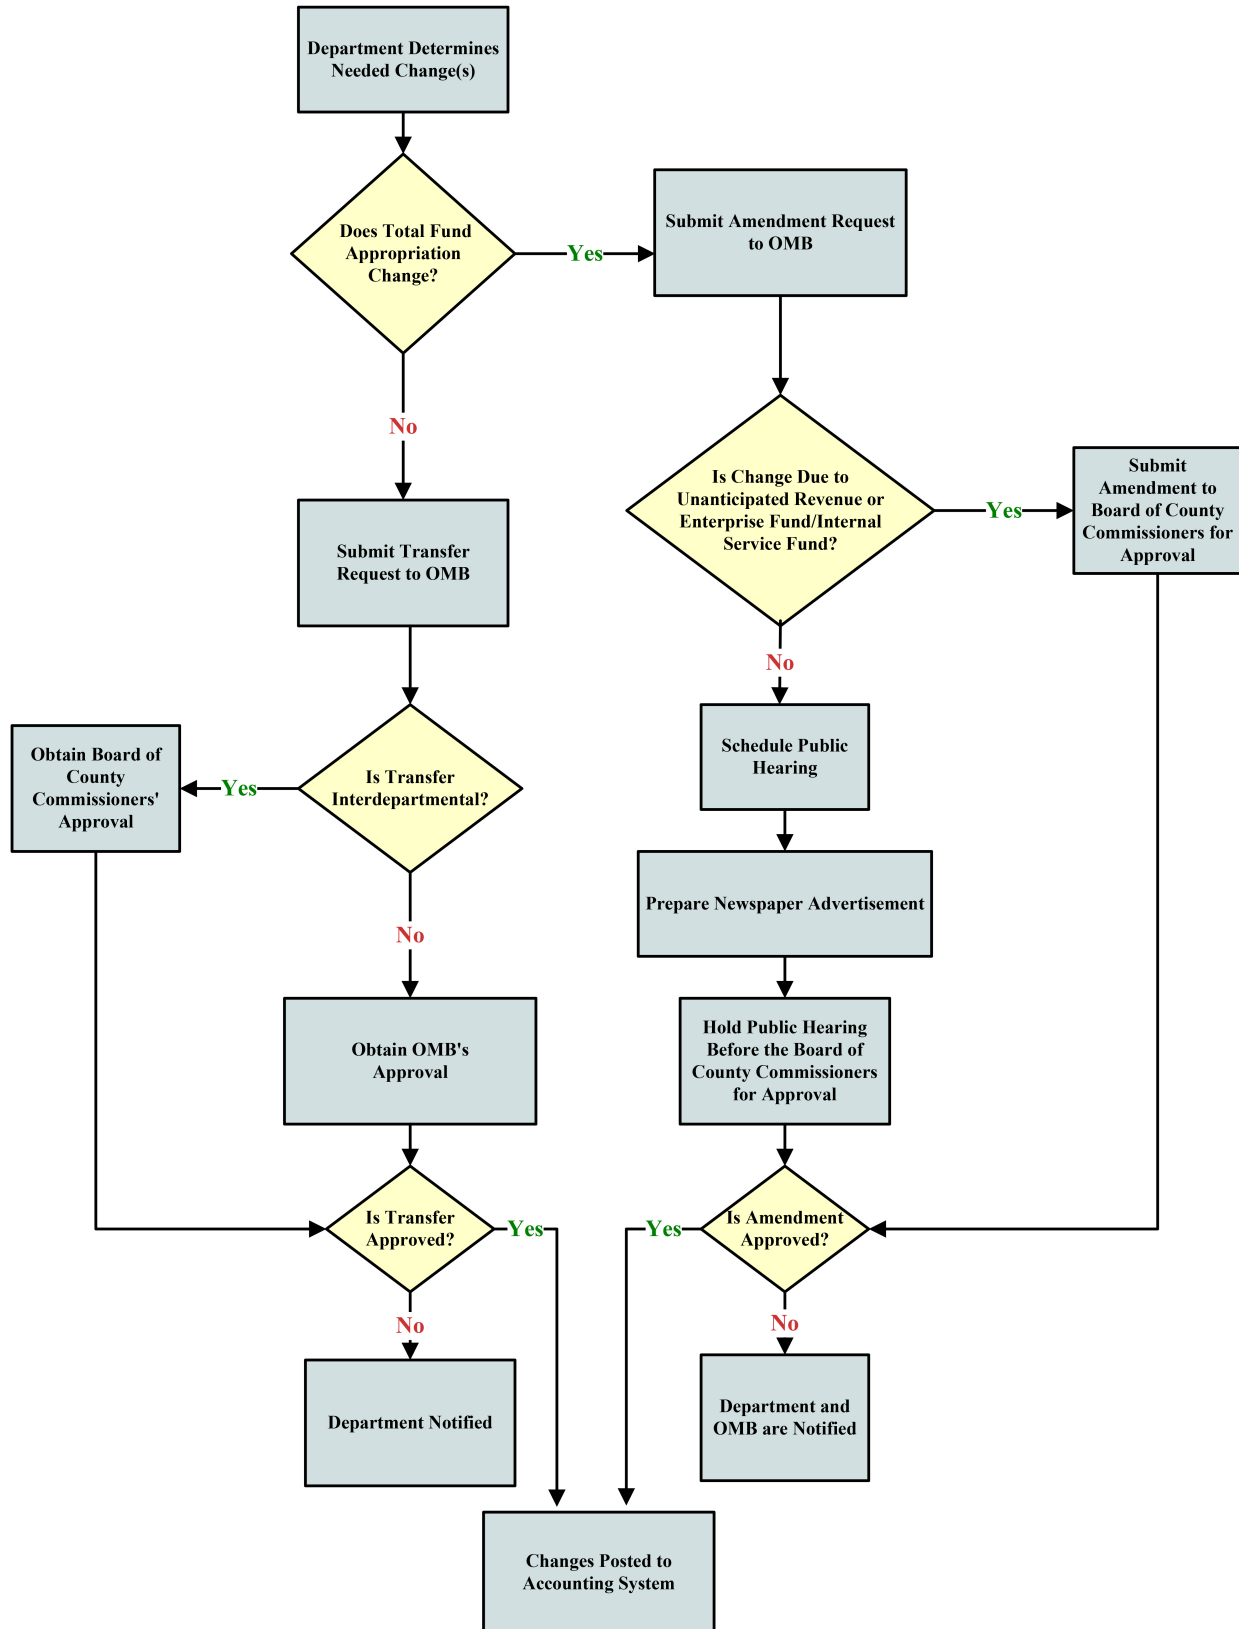 Department Determines
Needed Change(s)
Does Total Fund
Appropriation
Change?
Yes
Submit Amendment Request
to OMB
No
Is Change Due to
Unanticipated Revenue or
Enterprise Fund/Internal
Service Fund?
Yes
Submit
Amendment to
Board of County
Commissioners for
Approval
Submit Transfer
Request to OMB
No
Schedule Public
Hearing
Obtain Board of
County
Commissioners'
Approval
Yes
Is Transfer
Interdepartmental?
Prepare Newspaper Advertisement
No
Obtain OMB's
Approval
Hold Public Hearing
Before the Board of
County Commissioners
for Approval
Is Transfer
Approved?
Yes
Yes
Is Amendment
Approved?
No
No
Department Notified
Department and
OMB are Notified
Changes Posted to
Accounting System